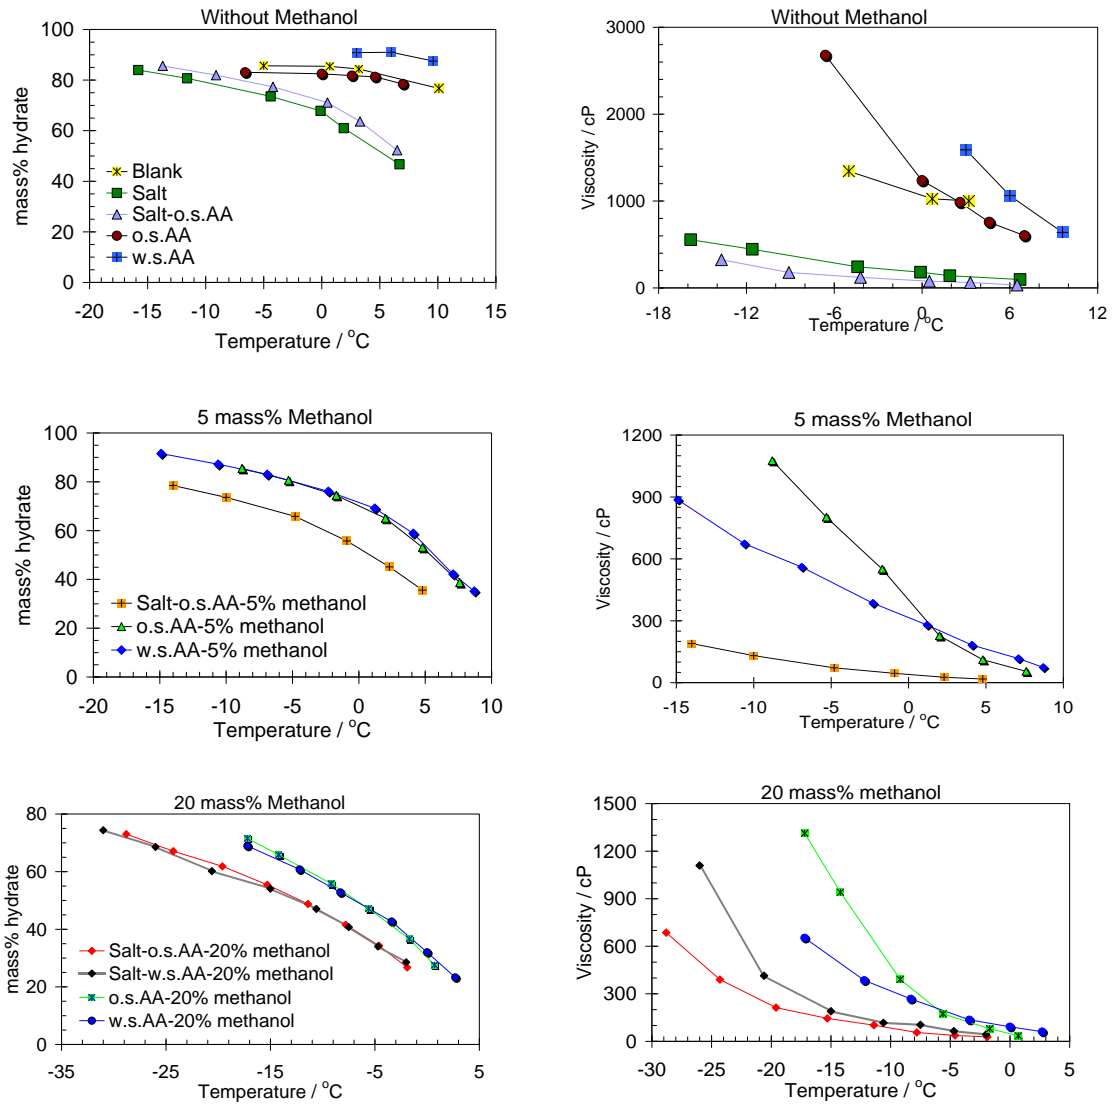 Without Methanol
mass% hydrate
100
80
60
40
20
0
Blank
Salt
Salt-o.s.AA
o.s.AA
w.s.AA
-20 -15 -10 -5 0 5 10 15
Temperature / °C
Without Methanol
Viscosity / cP
3000
2000
1000
0
-18 -12 -6 0 6 12
Temperature / °C
5 mass% Methanol
mass% hydrate
100
80
60
40
20
0
Salt-o.s.AA-5% methanol
o.s.AA-5% methanol
w.s.AA-5% methanol
-20 -15 -10 -5 0 5 10
Temperature / °C
5 mass% Methanol
Viscosity / cP
1200
900
600
300
0
-15 -10 -5 0 5 10
Temperature / °C
20 mass% Methanol
mass% hydrate
80
60
40
20
0
Salt-o.s.AA-20% methanol
Salt-w.s.AA-20% methanol
o.s.AA-20% methanol
w.s.AA-20% methanol
-35 -25 -15 -5 5
Temperature / °C
20 mass% methanol
Viscosity / cP
1500
1200
900
600
300
0
-30 -25 -20 -15 -10 -5 0 5
Temperature / °C